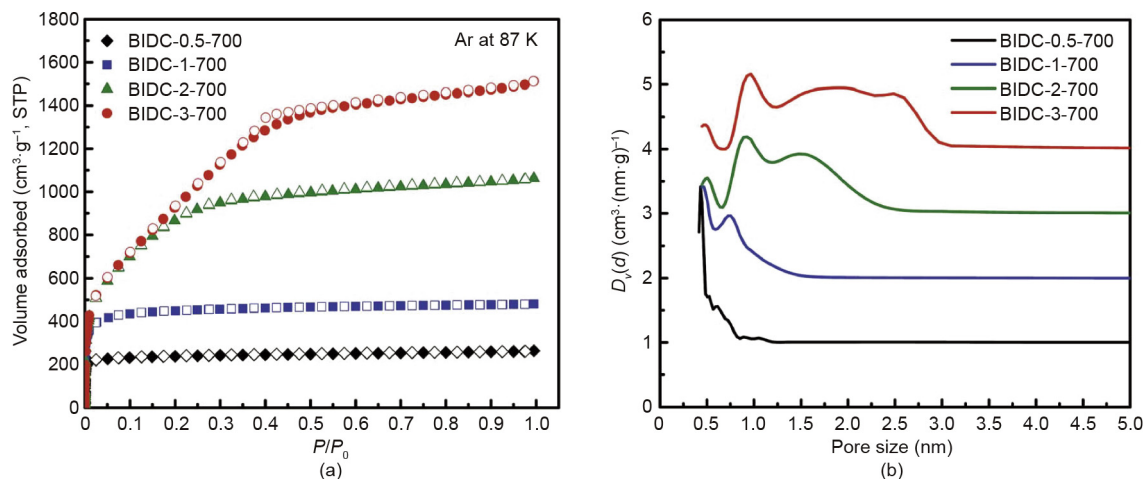 1800
1600
1400
1200
1000
800
600
400
200
0
Volume adsorbed (cm³·g⁻¹, STP)
BIDC-0.5-700
BIDC-1-700
BIDC-2-700
BIDC-3-700
Ar at 87 K
0 0.1 0.2 0.3 0.4 0.5 0.6 0.7 0.8 0.9 1.0
P/P₀
(a)
6
5
4
3
2
1
0
Dᵥ(d) (cm³·(nm·g)⁻¹)
BIDC-0.5-700
BIDC-1-700
BIDC-2-700
BIDC-3-700
0 0.5 1.0 1.5 2.0 2.5 3.0 3.5 4.0 4.5 5.0
Pore size (nm)
(b)